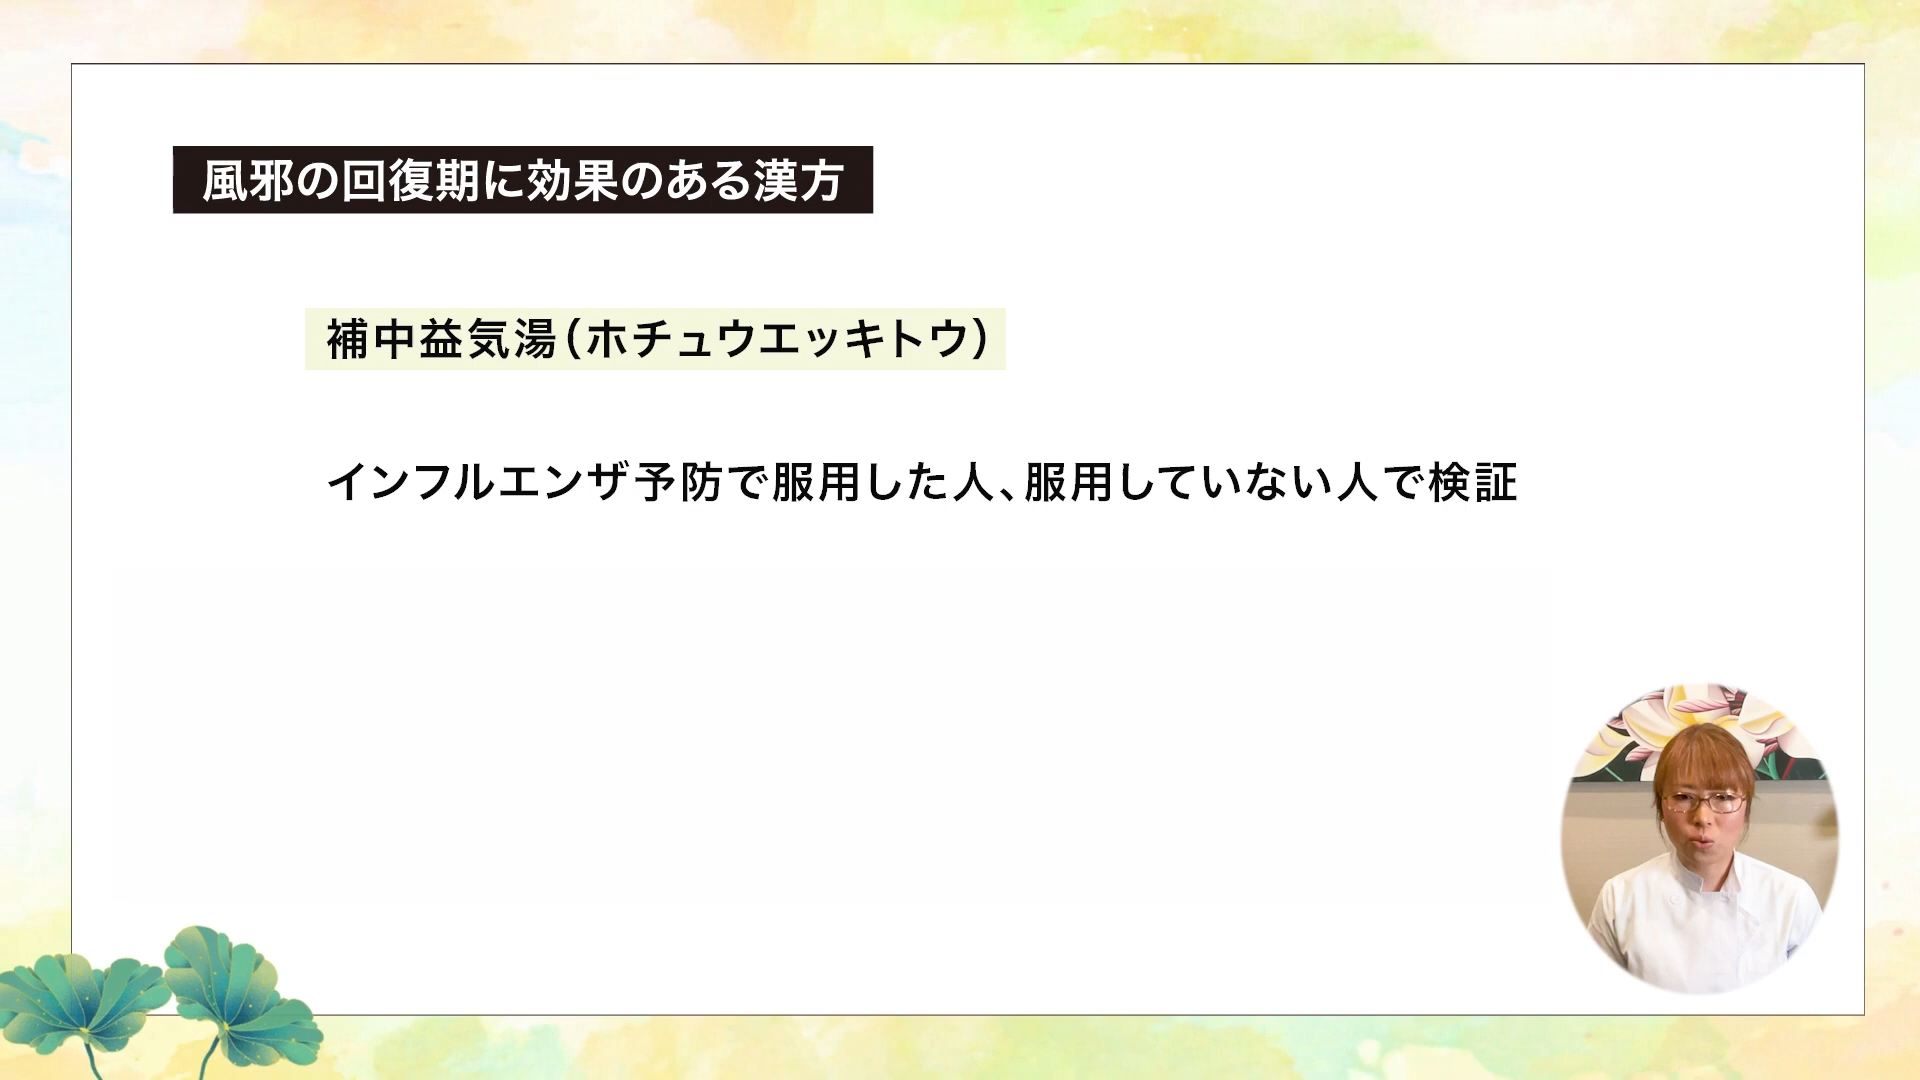 風邪の回復期に効果のある漢方
補中益気湯（ホチュウエッキトウ）
インフルエンザ予防で服用した人、服用していない人で検証